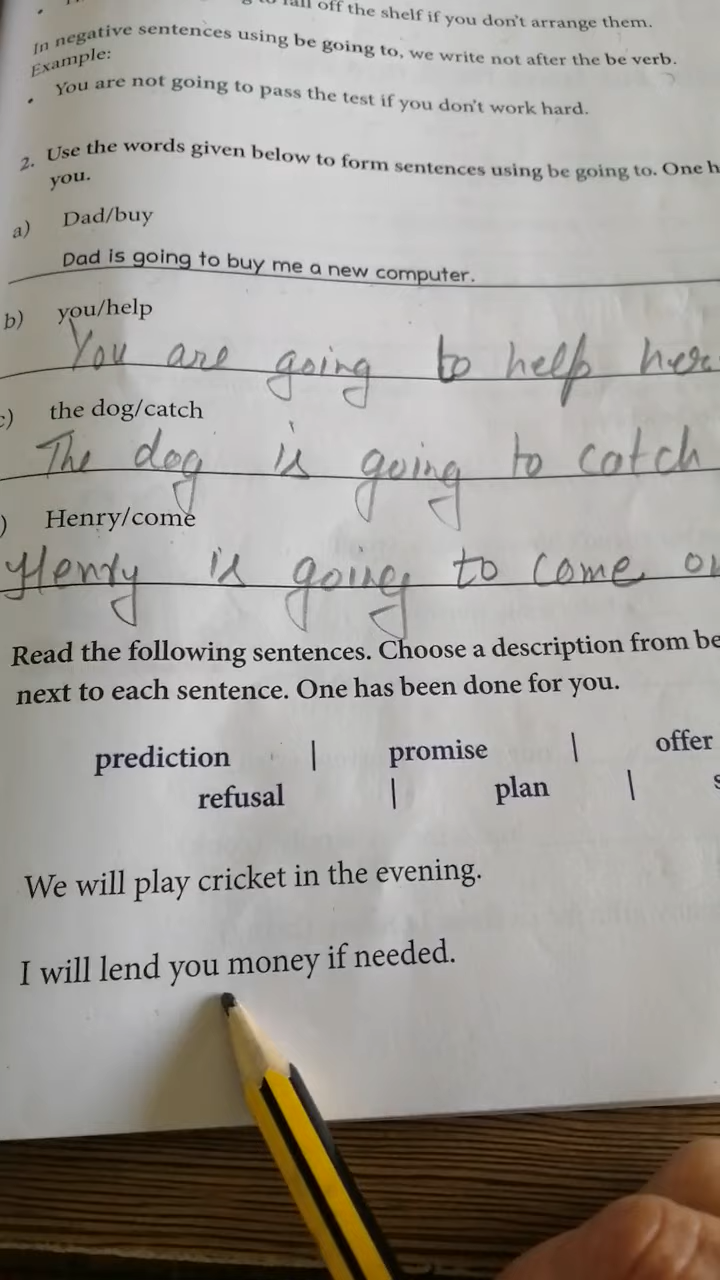 to fall off the shelf if you don't arrange them.
In negative sentences using be going to, we write not after the be verb.
Example:
• You are not going to pass the test if you don't work hard.
2. Use the words given below to form sentences using be going to. One h
you.
a) Dad/buy
Dad is going to buy me a new computer.
b) you/help
You are going to help her
c) the dog/catch
The dog is going to catch
) Henry/come
Henry is going to come
Read the following sentences. Choose a description from be
next to each sentence. One has been done for you.
prediction | promise | offer
refusal | plan | s
We will play cricket in the evening.
I will lend you money if needed.